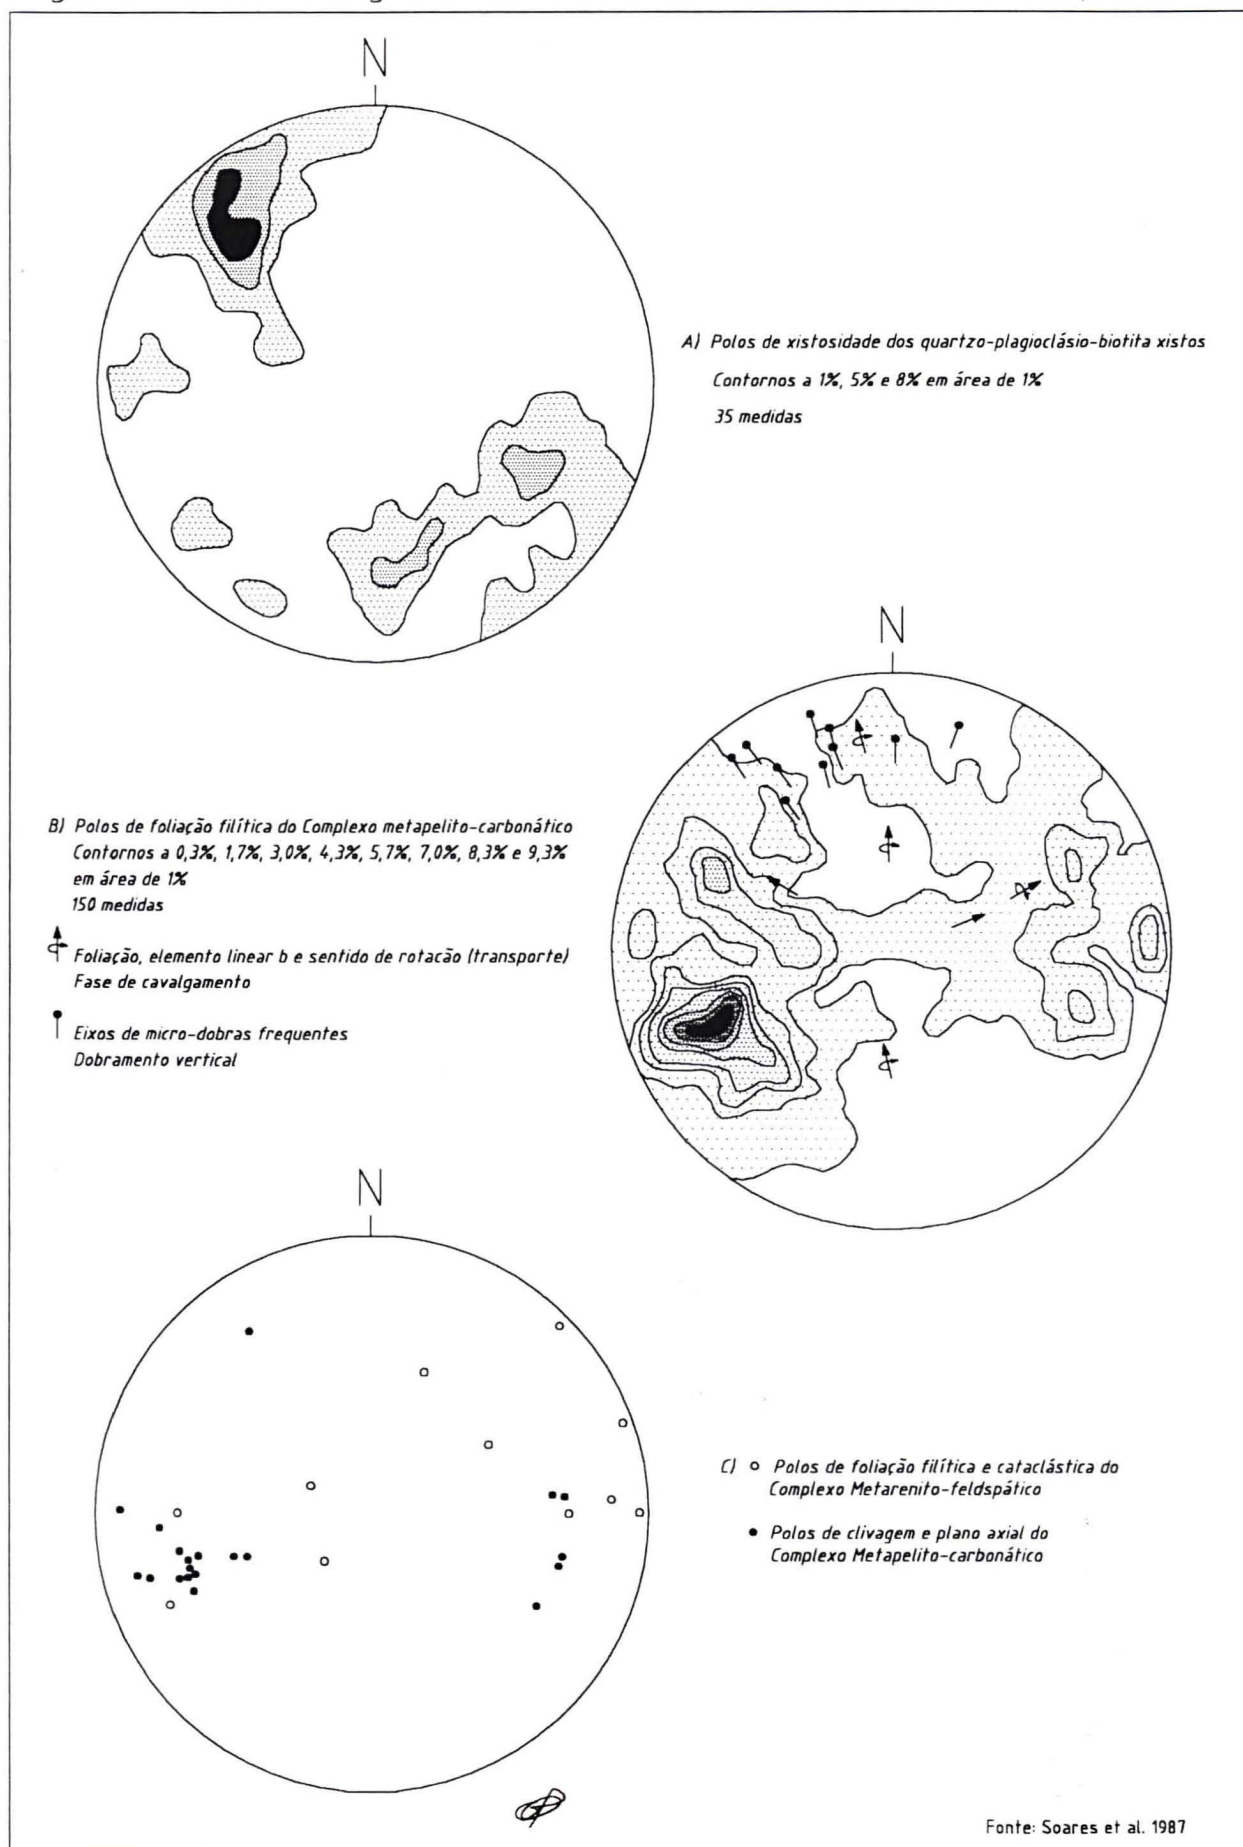 N
A) Polos de xistosidade dos quartzo-plagioclásio-biotita xistos
Contornos a 1%, 5% e 8% em área de 1%
35 medidas
N
B) Polos de foliação filítica do Complexo metapelito-carbonático
Contornos a 0,3%, 1,7%, 3,0%, 4,3%, 5,7%, 7,0%, 8,3% e 9,3%
em área de 1%
150 medidas
Foliação, elemento linear b e sentido de rotacão (transporte)
Fase de cavalgamento
Eixos de micro-dobras frequentes
Dobramento vertical
N
C) Polos de foliação filítica e cataclástica do
Complexo Metarenito-feldspático
Polos de clivagem e plano axial do
Complexo Metapelito-carbonático
Fonte: Soares et al. 1987